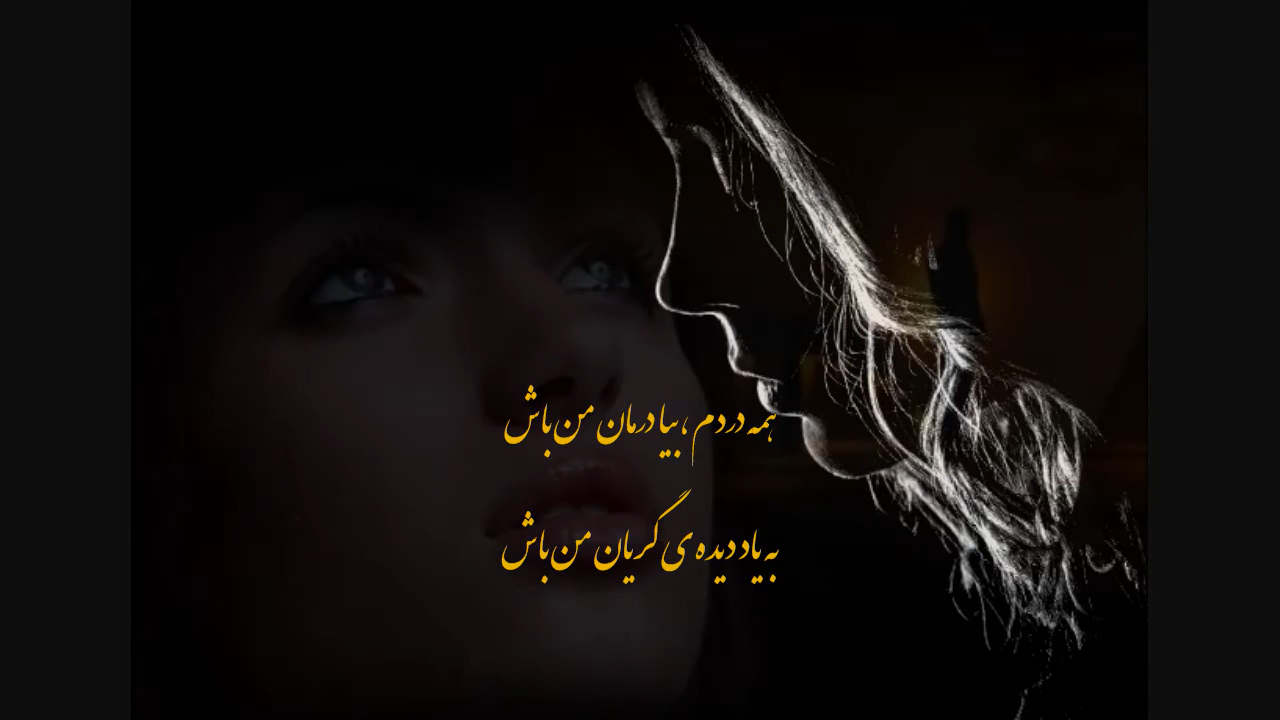 همه دردم ، بیا درمان من باش
به یاد دیده ی گریان من باش